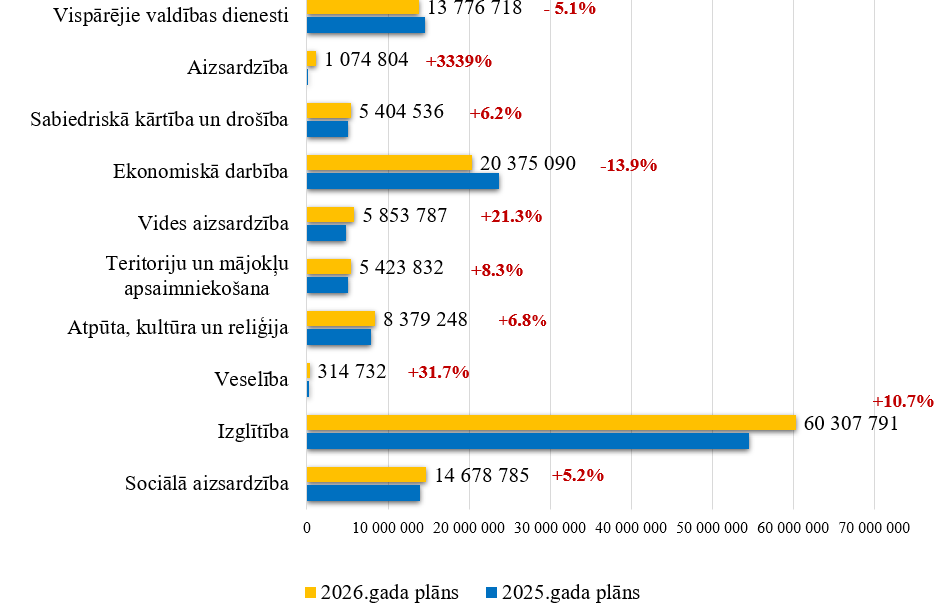 Vispārējie valdības dienesti 13 776 718 - 5.1%
Aizsardzība 1 074 804 +3339%
Sabiedriskā kārtība un drošība 5 404 536 +6.2%
Ekonomiskā darbība 20 375 090 -13.9%
Vides aizsardzība 5 853 787 +21.3%
Teritoriju un mājokļu
apsaimniekošana 5 423 832 +8.3%
Atpūta, kultūra un reliģija 8 379 248 +6.8%
Veselība 314 732 +31.7%
+10.7%
Izglītība 60 307 791
Sociālā aizsardzība 14 678 785 +5.2%
0 10 000 000 20 000 000 30 000 000 40 000 000 50 000 000 60 000 000 70 000 000
2026.gada plāns 2025.gada plāns